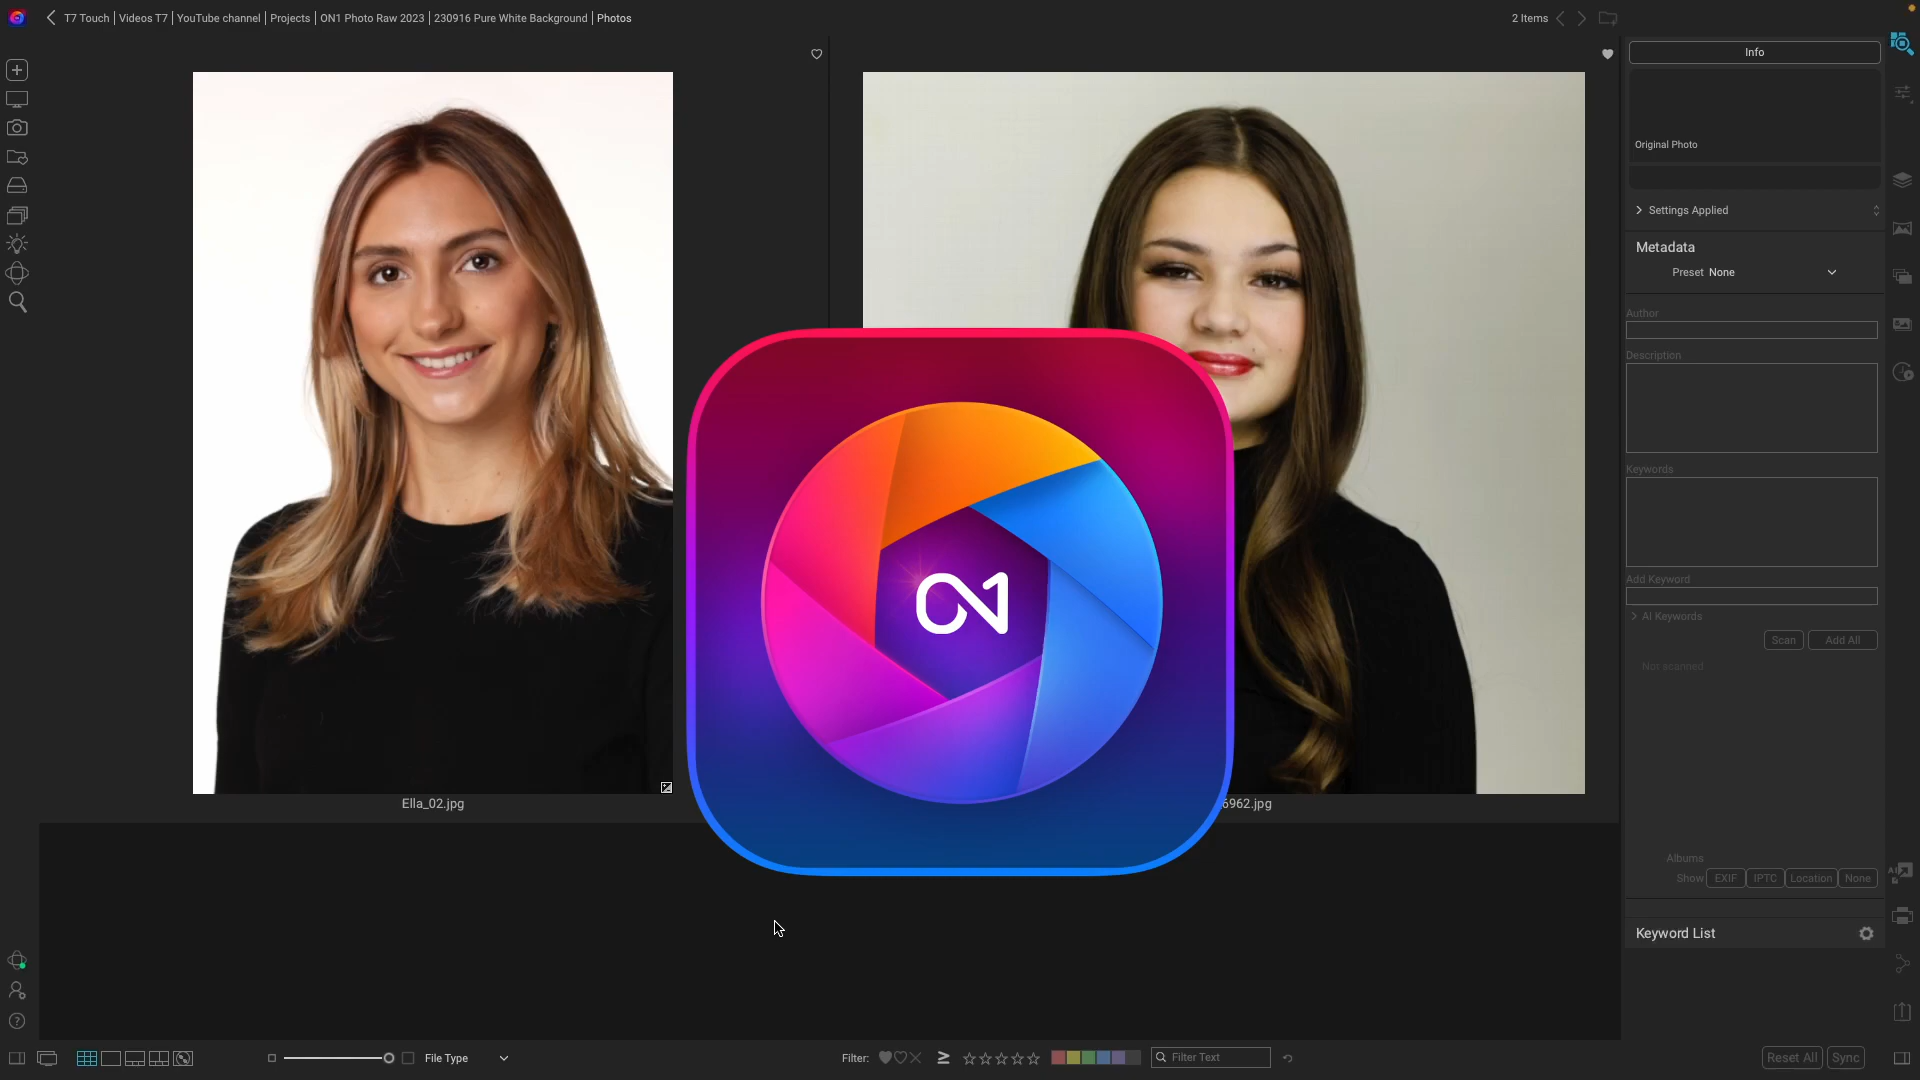 T7 Touch | Videos T7 | YouTube channel | Projects | ON1 Photo Raw 2023 | 230916 Pure White Background | Photos
2 Items
Info
Original Photo
Settings Applied
Metadata
Preset None
Author
Description
Keywords
Add Keyword
AI Keywords
Scan
Add All
Not scanned
ON1
Ella_02.jpg
6962.jpg
Albums
Show EXIF IPTC Location None
AI
Keyword List
File Type
Filter:
Filter Text
Reset All
Sync